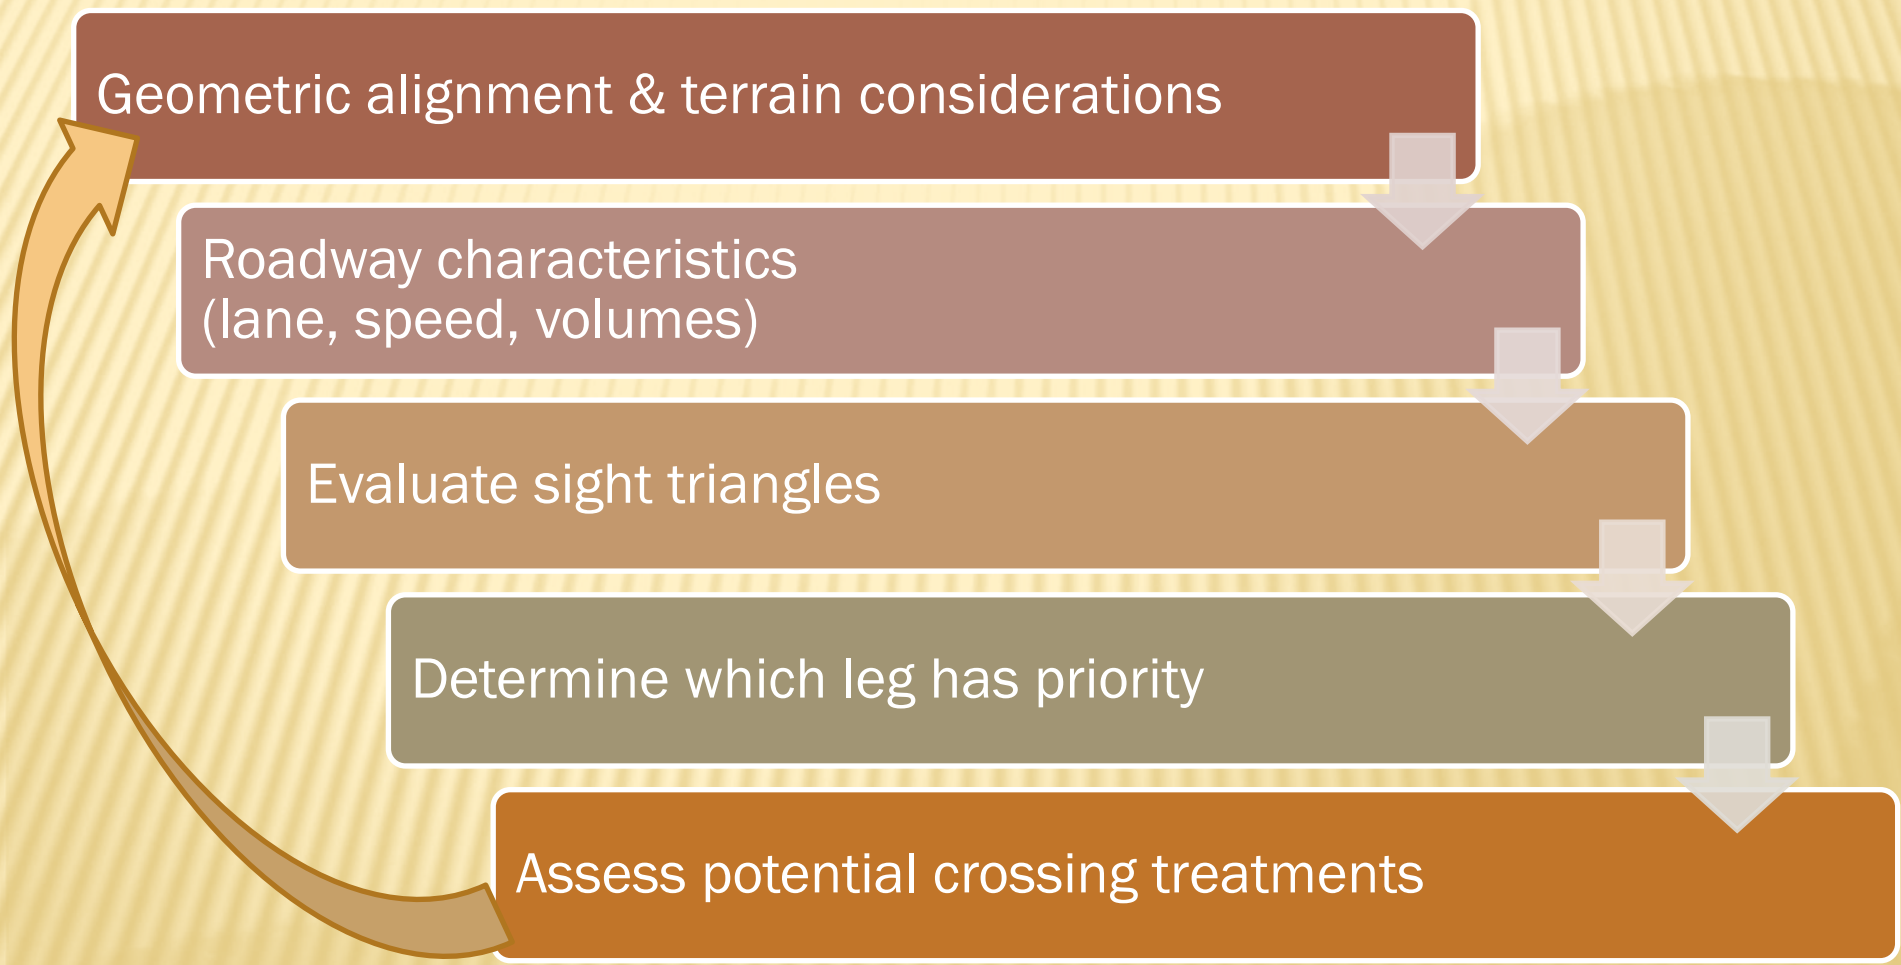 Geometric alignment & terrain considerations
Roadway characteristics
(lane, speed, volumes)
Evaluate sight triangles
Determine which leg has priority
Assess potential crossing treatments